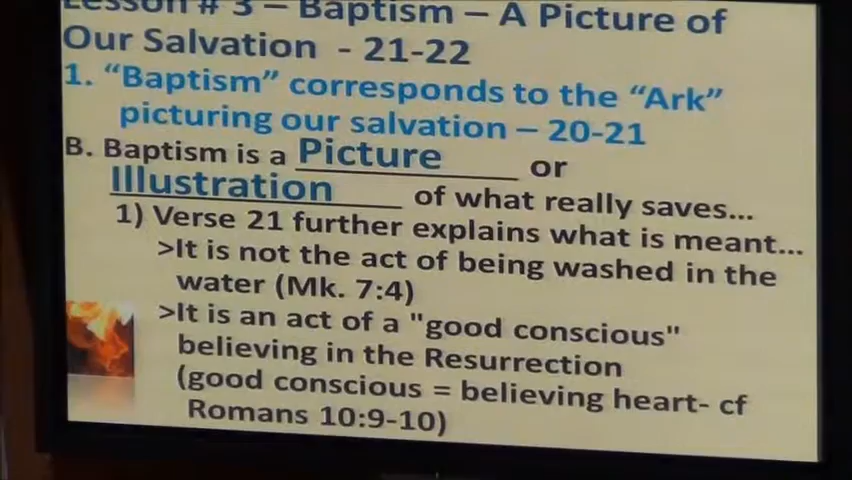 Lesson # 3 – Baptism – A Picture of
Our Salvation - 21-22
1. “Baptism” corresponds to the “Ark”
picturing our salvation – 20-21
B. Baptism is a Picture or
Illustration of what really saves...
1) Verse 21 further explains what is meant...
>It is not the act of being washed in the
water (Mk. 7:4)
>It is an act of a "good conscious"
believing in the Resurrection
(good conscious = believing heart- cf
Romans 10:9-10)